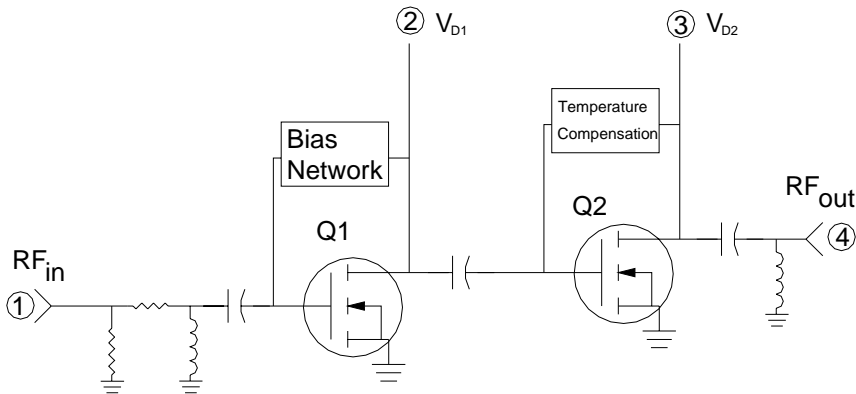 ② V_D1
③ V_D2
Bias
Network
Temperature
Compensation
Q1
Q2
RF_out
④
RF_in
①